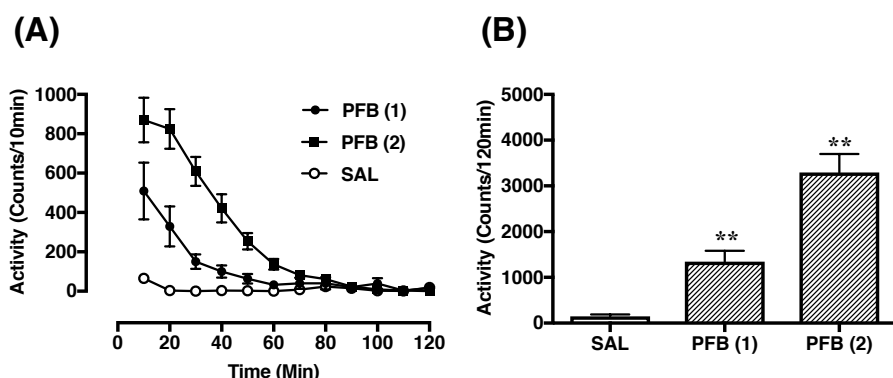 (A)
Activity (Counts/10min)
1000
800
600
400
200
0
PFB (1)
PFB (2)
SAL
0 20 40 60 80 100 120
Time (Min)
(B)
Activity (Counts/120min)
5000
4000
3000
2000
1000
0
**
**
SAL PFB (1) PFB (2)